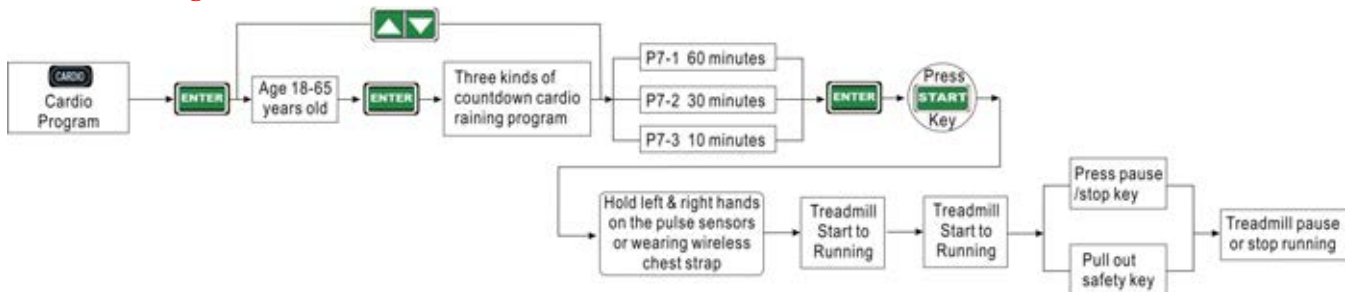 CARDIO
Cardio
Program
ENTER
Age 18-65
years old
ENTER
Three kinds of
countdown cardio
raining program
P7-1 60 minutes
P7-2 30 minutes
P7-3 10 minutes
ENTER
Press
START
Key
Hold left & right hands
on the pulse sensors
or wearing wireless
chest strap
Treadmill
Start to
Running
Treadmill
Start to
Running
Press pause
/stop key
Pull out
safety key
Treadmill pause
or stop running